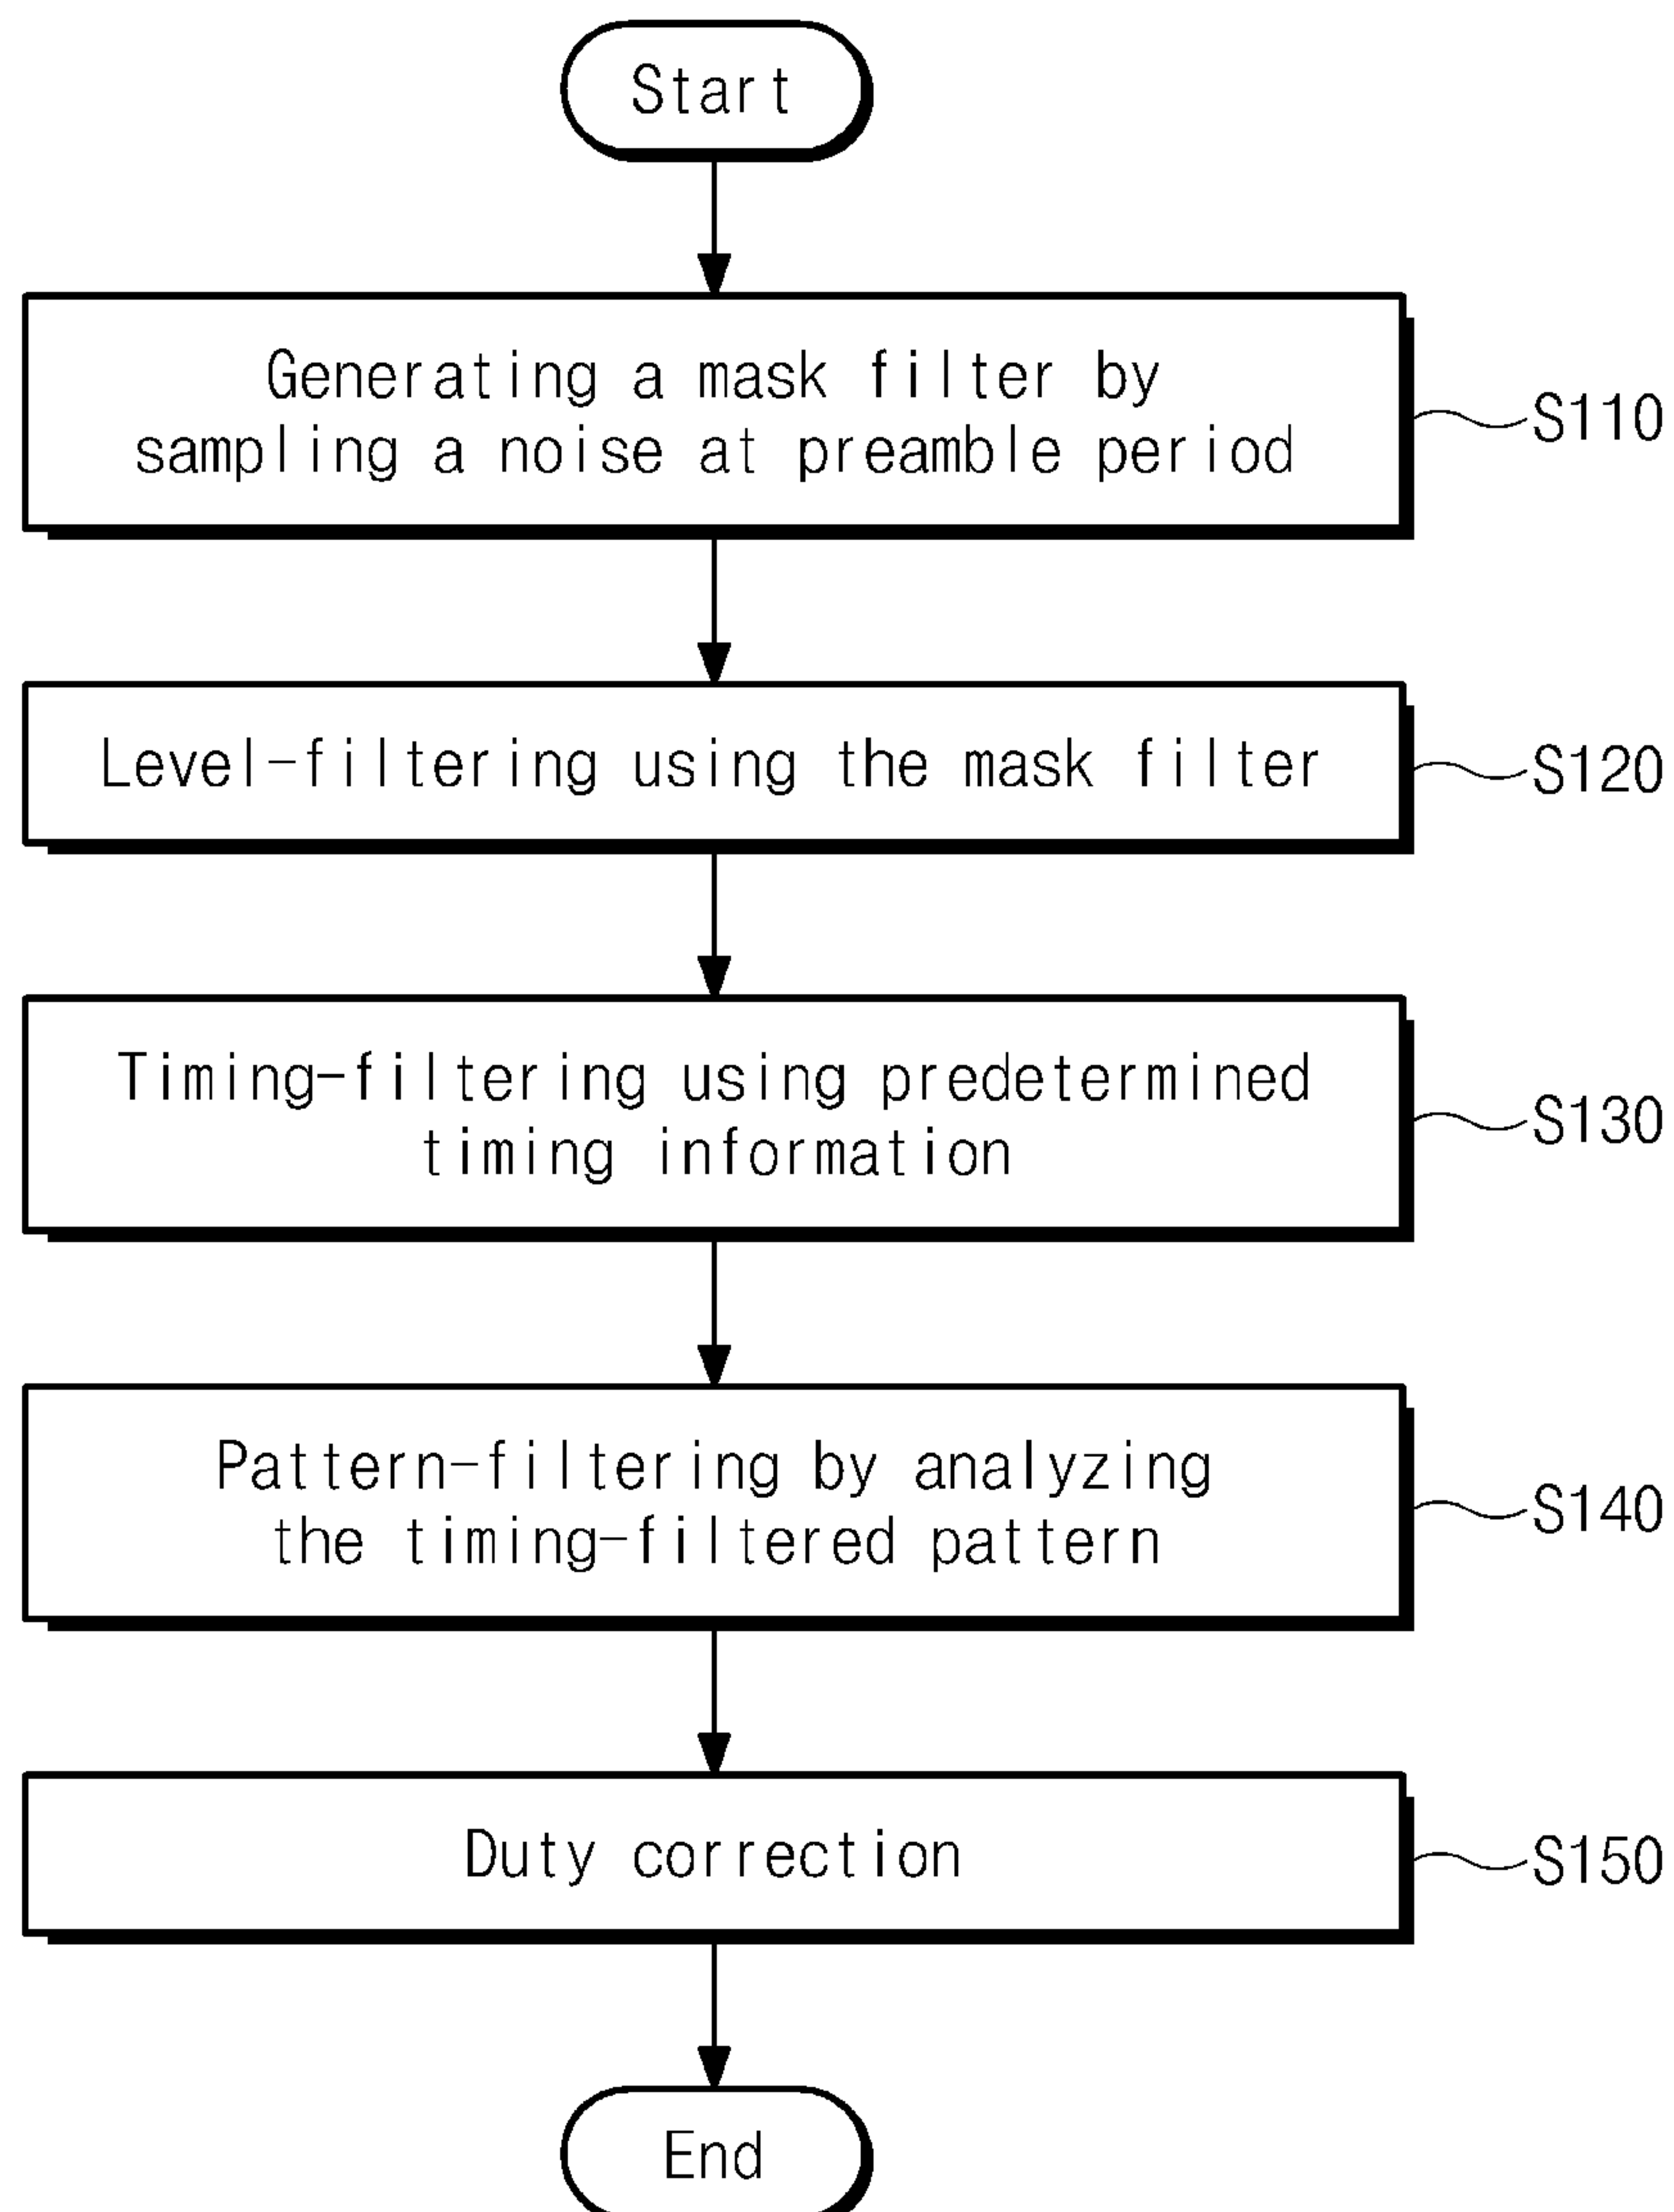 Start
Generating a mask filter by
sampling a noise at preamble period
S110
Level-filtering using the mask filter
S120
Timing-filtering using predetermined
timing information
S130
Pattern-filtering by analyzing
the timing-filtered pattern
S140
Duty correction
S150
End